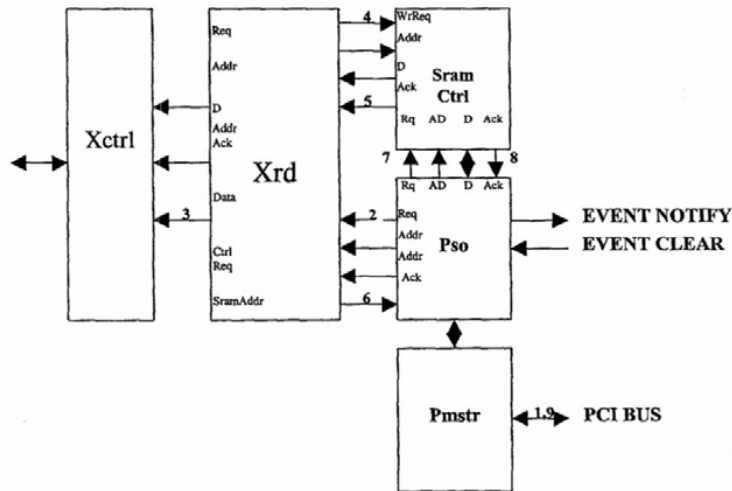 Xctrl
3
Req
Addr
D
Addr
Ack
Xrd
Data
Ctrl
Req
SramAddr
4
5
2
6
WrReq
Addr
D
Ack
Sram
Ctrl
Rq AD D Ack
7
8
Rq AD D Ack
Req
Addr
Addr
Ack
Pso
EVENT NOTIFY
EVENT CLEAR
Pmstr
1,9
PCI BUS